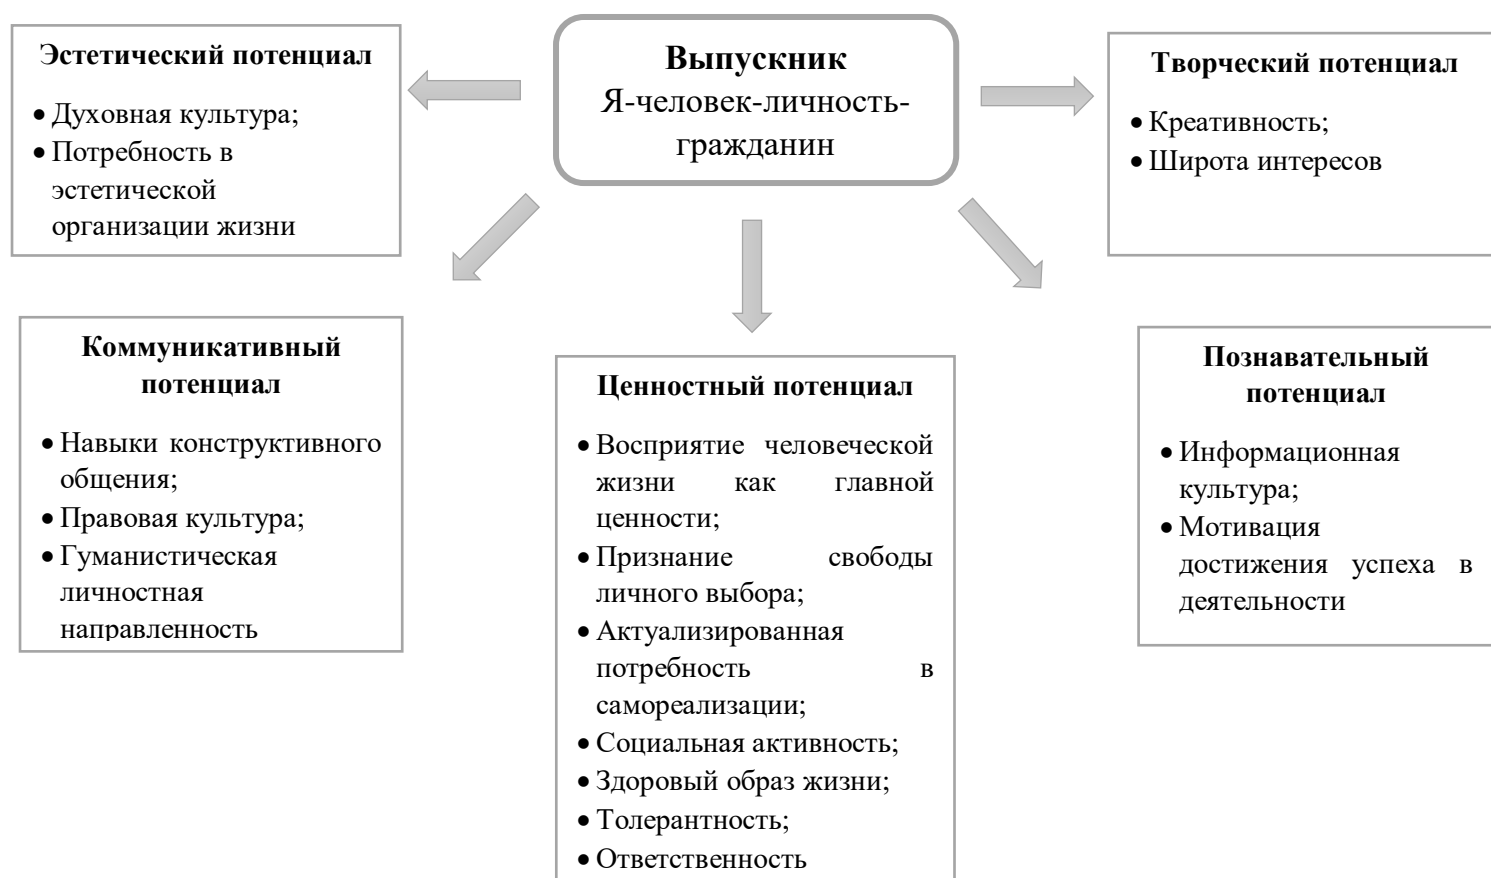 Эстетический потенциал
• Духовная культура;
• Потребность в
эстетической
организации жизни
Выпускник
Я-человек-личность-
гражданин
Творческий потенциал
• Креативность;
• Широта интересов
Коммуникативный
потенциал
• Навыки конструктивного
общения;
• Правовая культура;
• Гуманистическая
личностная
направленность
Ценностный потенциал
• Восприятие человеческой
жизни как главной
ценности;
• Признание свободы
личного выбора;
• Актуализированная
потребность в
самореализации;
• Социальная активность;
• Здоровый образ жизни;
• Толерантность;
• Ответственность
Познавательный
потенциал
• Информационная
культура;
• Мотивация
достижения успеха в
деятельности